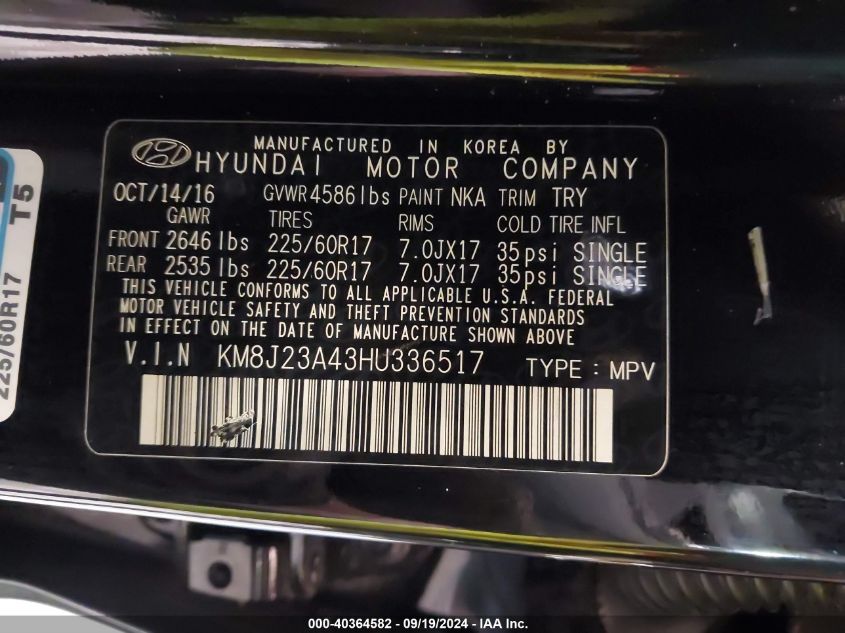 MANUFACTURED IN KOREA BY
HYUNDAI MOTOR COMPANY
OCT/14/16 GVWR 4586 lbs PAINT NKA TRIM TRY
GAWR TIRES RIMS COLD TIRE INFL
FRONT 2646 lbs 225/60R17 7.0JX17 35psi SINGLE
REAR 2535 lbs 225/60R17 7.0JX17 35psi SINGLE
THIS VEHICLE CONFORMS TO ALL APPLICABLE U.S.A. FEDERAL
MOTOR VEHICLE SAFETY AND THEFT PREVENTION STANDARDS
IN EFFECT ON THE DATE OF MANUFACTURE SHOWN ABOVE
V.I.N KM8J23A43HU336517 TYPE : MPV
225/60R17 T5
000-40364582 - 09/19/2024 - IAA Inc.